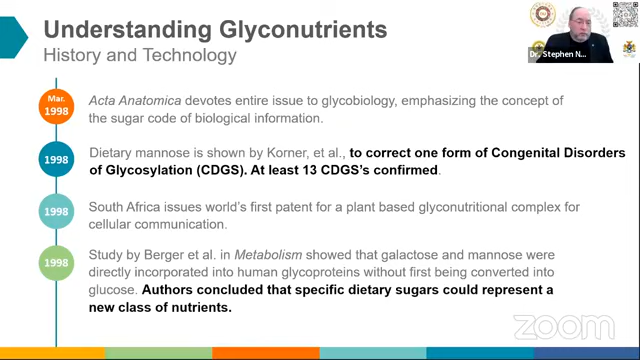 Understanding Glyconutrients
History and Technology
Dr. Stephen N...
Mar.
1998
Acta Anatomica devotes entire issue to glycobiology, emphasizing the concept of
the sugar code of biological information.
1998
Dietary mannose is shown by Korner, et al., to correct one form of Congenital Disorders
of Glycosylation (CDGS). At least 13 CDGS's confirmed.
1998
South Africa issues world's first patent for a plant based glyconutritional complex for
cellular communication.
1998
Study by Berger et al. in Metabolism showed that galactose and mannose were
directly incorporated into human glycoproteins without first being converted into
glucose. Authors concluded that specific dietary sugars could represent a
new class of nutrients.
zoom